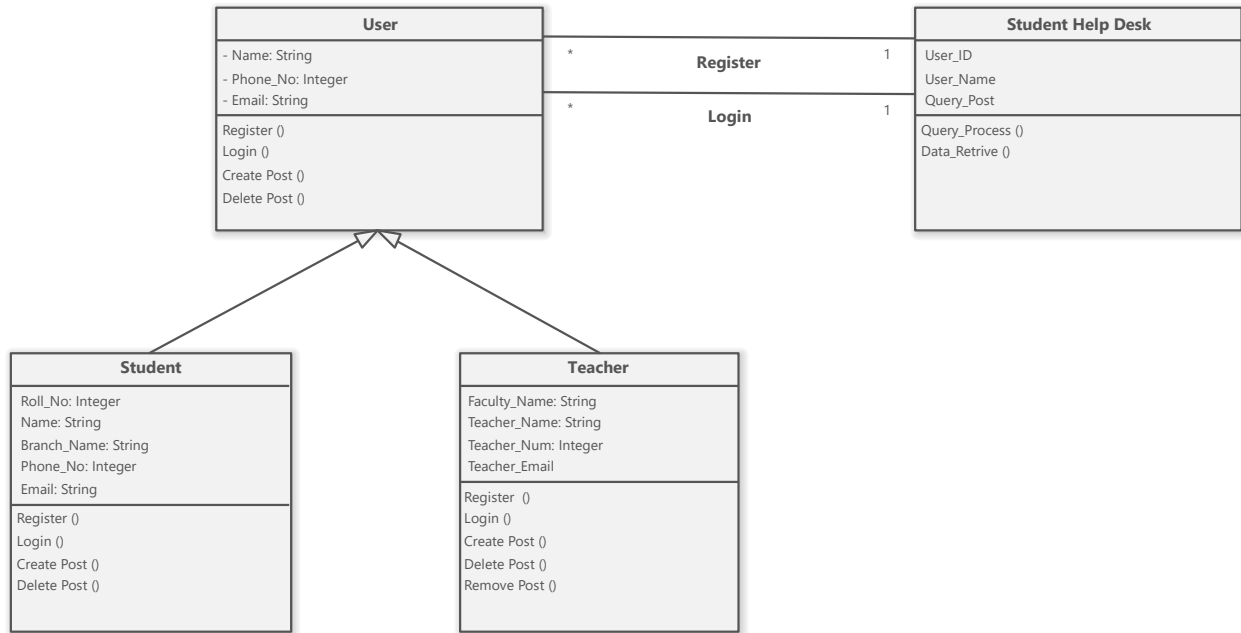 User
- Name: String
- Phone_No: Integer
- Email: String
Register ()
Login ()
Create Post ()
Delete Post ()
*
Register
1
*
Login
1
Student Help Desk
User_ID
User_Name
Query_Post
Query_Process ()
Data_Retrive ()
Student
Roll_No: Integer
Name: String
Branch_Name: String
Phone_No: Integer
Email: String
Register ()
Login ()
Create Post ()
Delete Post ()
Teacher
Faculty_Name: String
Teacher_Name: String
Teacher_Num: Integer
Teacher_Email
Register  ()
Login ()
Create Post ()
Delete Post ()
Remove Post ()